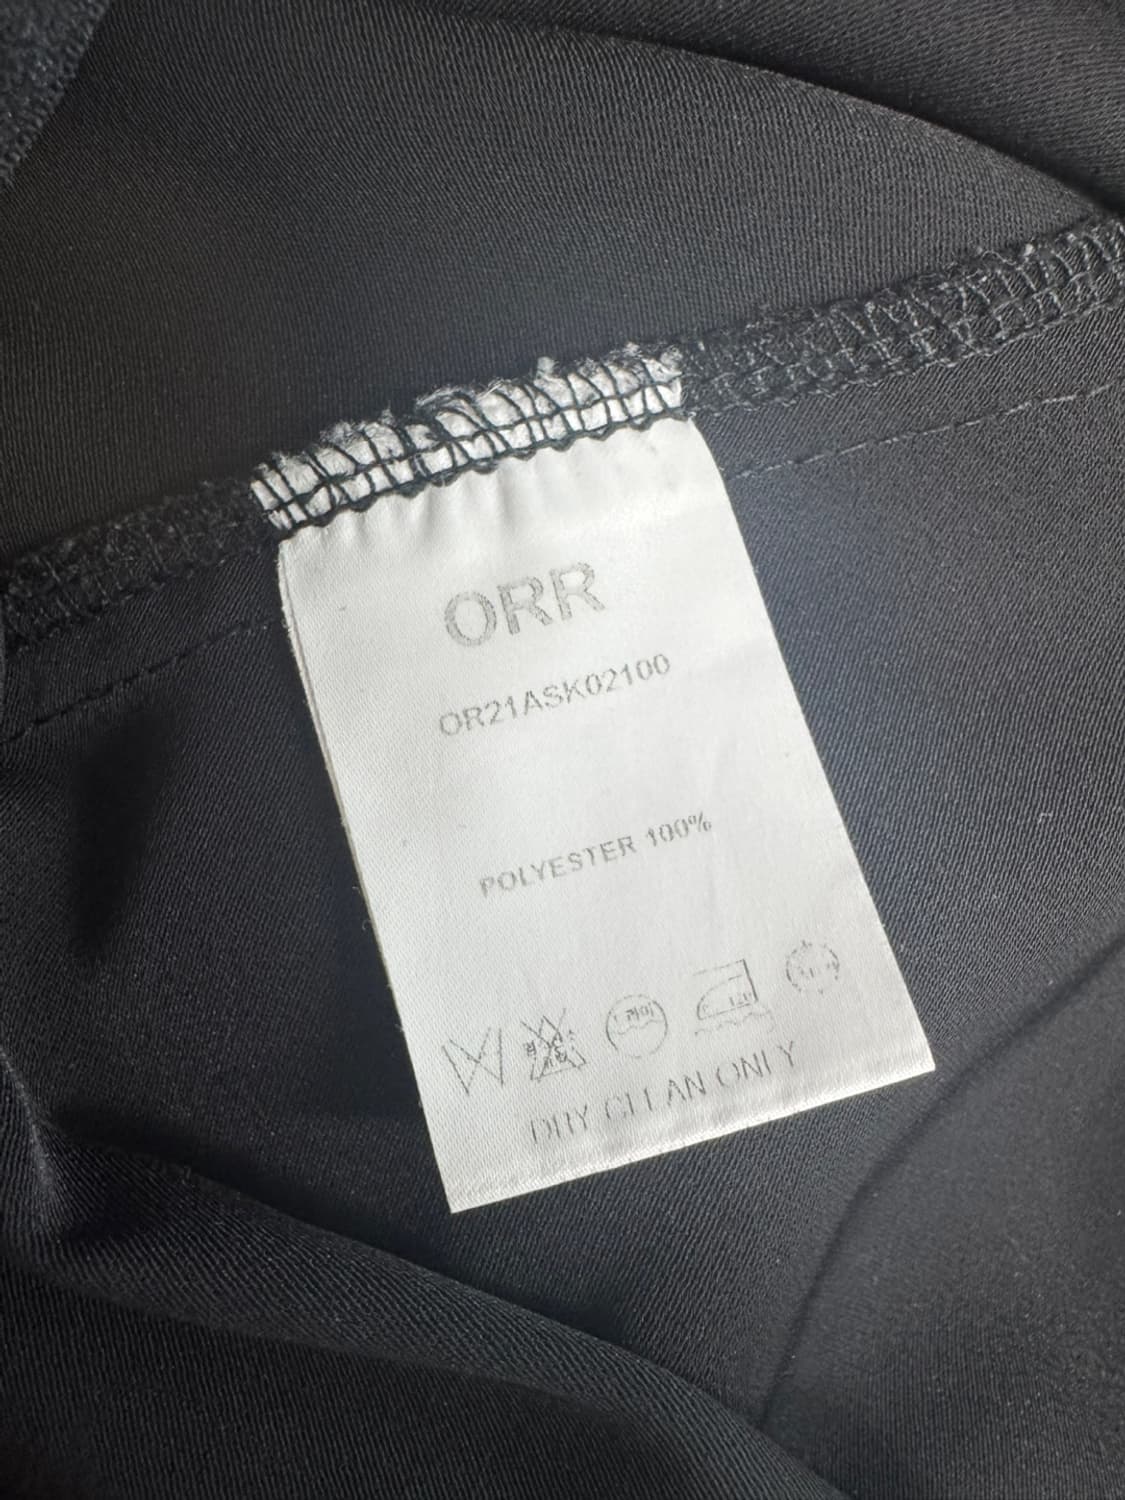 ORR
OR21ASK02100
POLYESTER 100%
DRY CLEAN ONLY